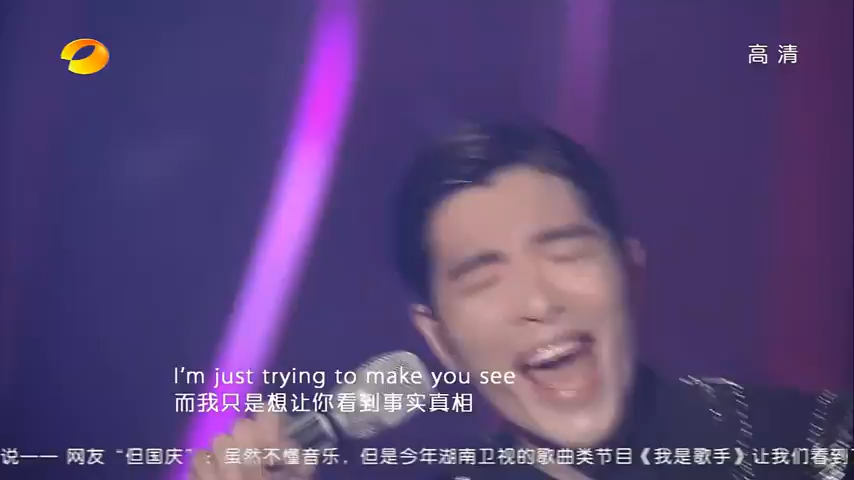 高清
I'm just trying to make you see
而我只是想让你看到事实真相
说—— 网友“但国庆”：虽然不懂音乐，但是今年湖南卫视的歌曲类节目《我是歌手》让我们看到了